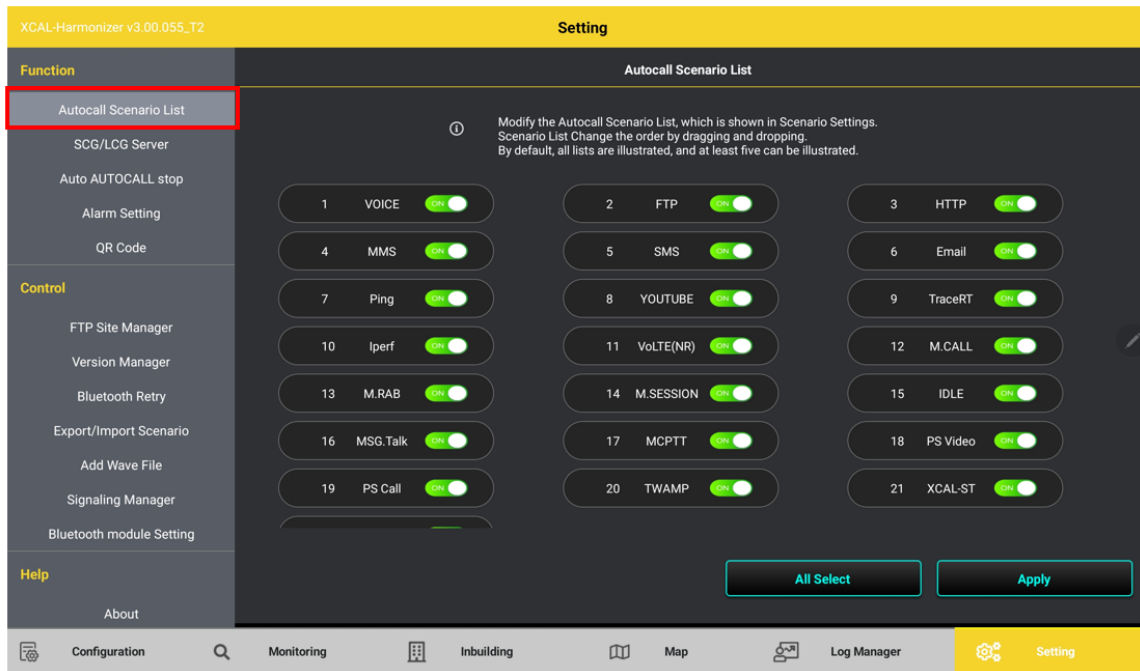 XCAL-Harmonizer v3.00.055_T2
Setting
Function
Autocall Scenario List
SCG/LCG Server
Auto AUTOCALL stop
Alarm Setting
QR Code
Control
FTP Site Manager
Version Manager
Bluetooth Retry
Export/Import Scenario
Add Wave File
Signaling Manager
Bluetooth module Setting
Help
About
Autocall Scenario List
Modify the Autocall Scenario List, which is shown in Scenario Settings.
Scenario List Change the order by dragging and dropping.
By default, all lists are illustrated, and at least five can be illustrated.
1 VOICE ON 2 FTP ON 3 HTTP ON
4 MMS ON 5 SMS ON 6 Email ON
7 Ping ON 8 YOUTUBE ON 9 TraceRT ON
10 Iperf ON 11 VoLTE(NR) ON 12 M.CALL ON
13 M.RAB ON 14 M.SESSION ON 15 IDLE ON
16 MSG.Talk ON 17 MCPTT ON 18 PS Video ON
19 PS Call ON 20 TWAMP ON 21 XCAL-ST ON
All Select Apply
Configuration Monitoring Inbuilding Map Log Manager Setting